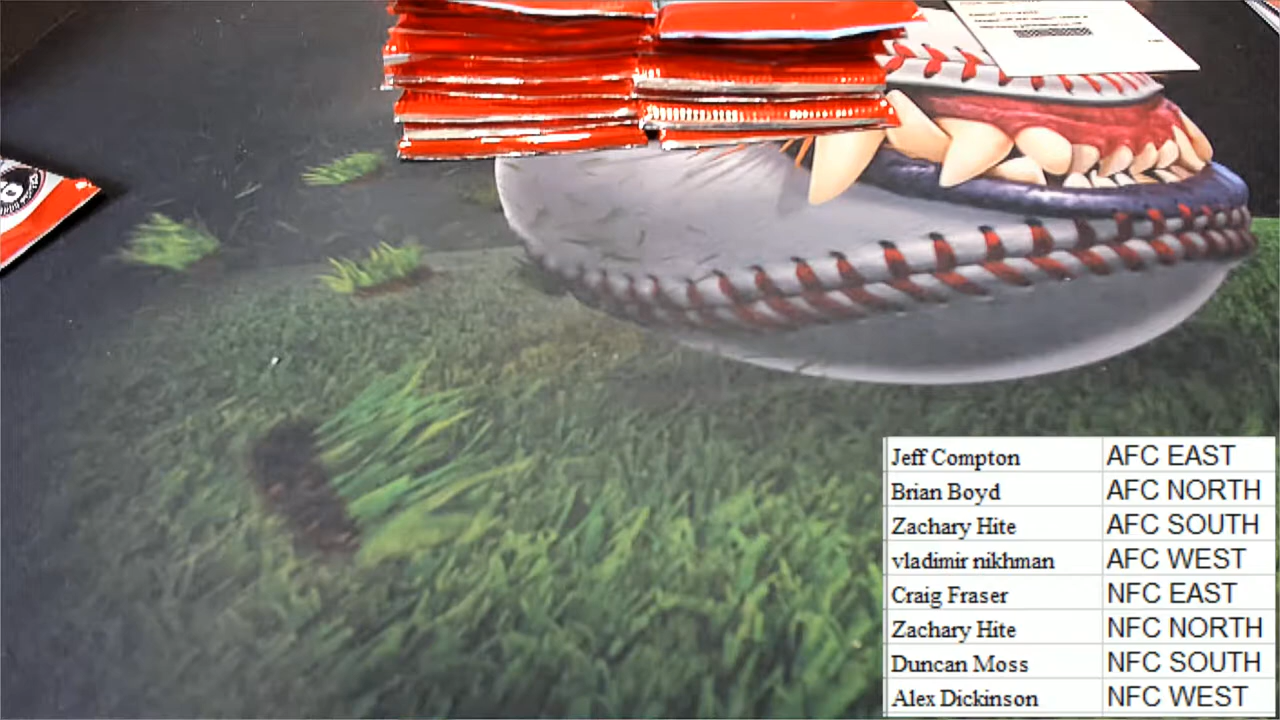 Jeff Compton AFC EAST
Brian Boyd AFC NORTH
Zachary Hite AFC SOUTH
vladimir nikhman AFC WEST
Craig Fraser NFC EAST
Zachary Hite NFC NORTH
Duncan Moss NFC SOUTH
Alex Dickinson NFC WEST